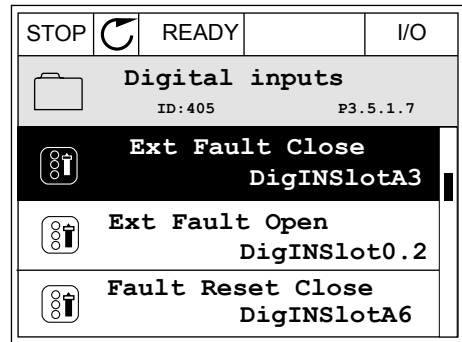 STOP READY I/O
Digital inputs
ID:405 P3.5.1.7
Ext Fault Close
DigINSlotA3
Ext Fault Open
DigINSlot0.2
Fault Reset Close
DigINSlotA6